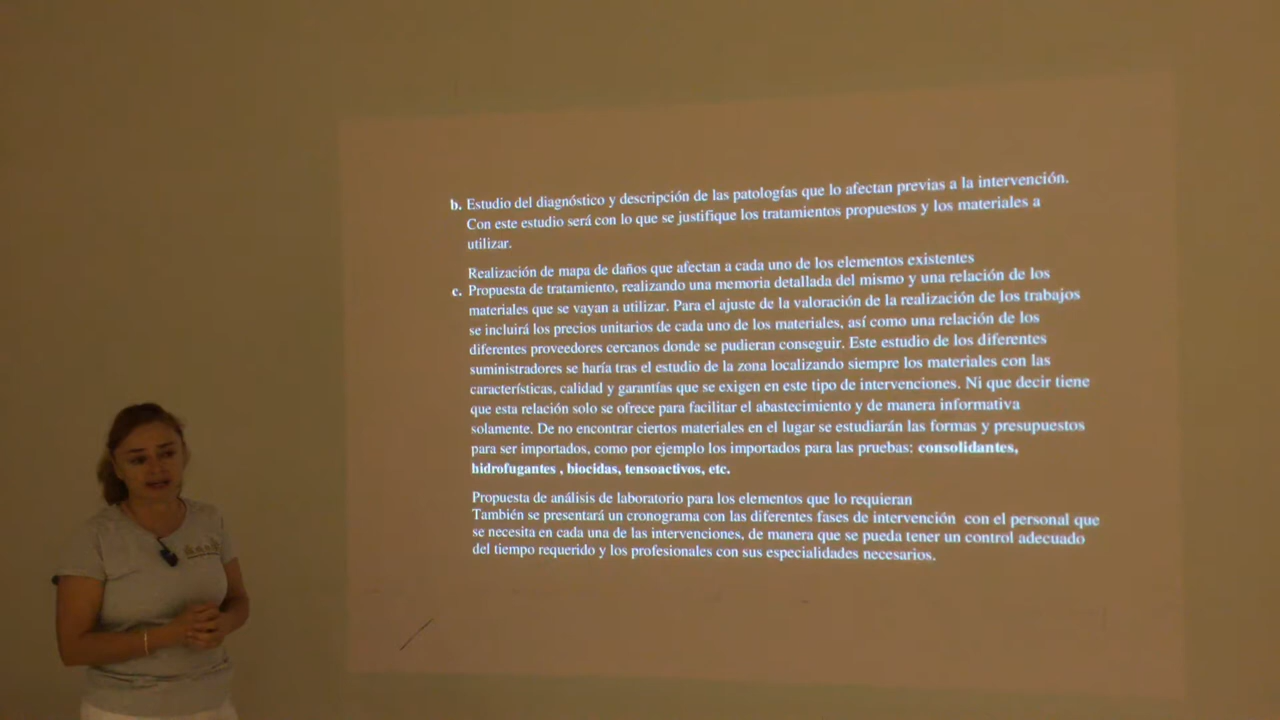 b. Estudio del diagnóstico y descripción de las patologías que lo afectan previas a la intervención.
Con este estudio será con lo que se justifique los tratamientos propuestos y los materiales a
utilizar.
Realización de mapa de daños que afectan a cada uno de los elementos existentes
c. Propuesta de tratamiento, realizando una memoria detallada del mismo y una relación de los
materiales que se vayan a utilizar. Para el ajuste de la valoración de la realización de los trabajos
se incluirá los precios unitarios de cada uno de los materiales, así como una relación de los
diferentes proveedores cercanos donde se pudieran conseguir. Este estudio de los diferentes
suministradores se haría tras el estudio de la zona localizando siempre los materiales con las
características, calidad y garantías que se exigen en este tipo de intervenciones. Ni que decir tiene
que esta relación solo se ofrece para facilitar el abastecimiento y de manera informativa
solamente. De no encontrar ciertos materiales en el lugar se estudiarán las formas y presupuestos
para ser importados, como por ejemplo los importados para las pruebas: consolidantes,
hidrofugantes , biocidas, tensoactivos, etc.
Propuesta de análisis de laboratorio para los elementos que lo requieran
También se presentará un cronograma con las diferentes fases de intervención con el personal que
se necesita en cada una de las intervenciones, de manera que se pueda tener un control adecuado
del tiempo requerido y los profesionales con sus especialidades necesarios.